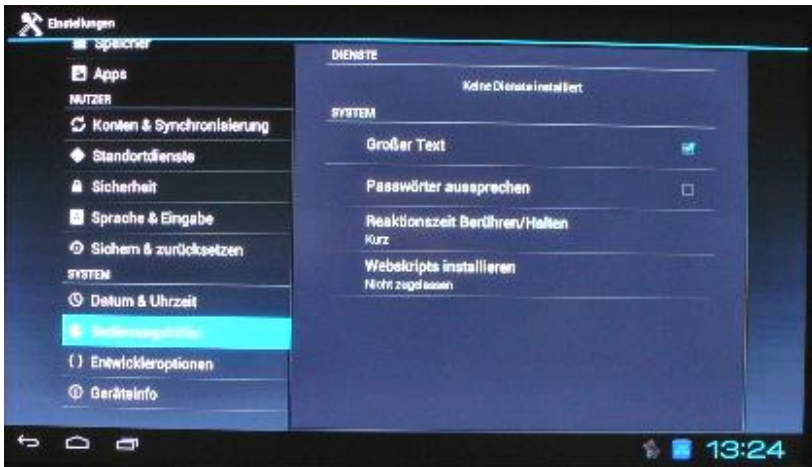 Einstellungen
Speicher
Apps
NUTZER
Konten & Synchronisierung
Standortdienste
Sicherheit
Sprache & Eingabe
Sichern & zurücksetzen
SYSTEM
Datum & Uhrzeit
Bedienungshilfen
Entwickleroptionen
Geräteinfo
DIENSTE
Keine Dienste installiert
SYSTEM
Großer Text
Passwörter aussprechen
Reaktionszeit Berühren/Halten
Kurz
Webskripts installieren
Nicht zugelassen
13:24